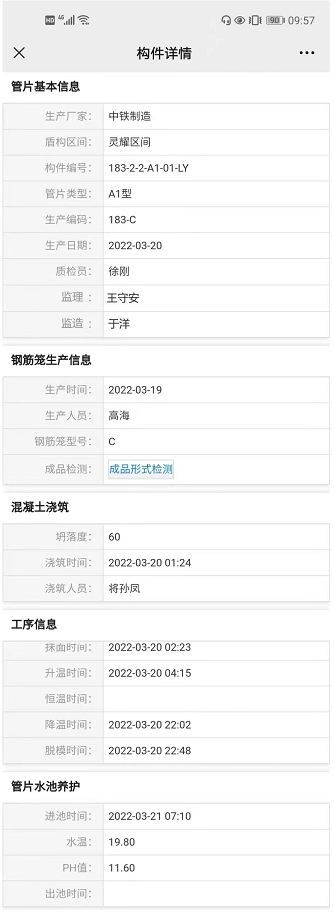 HD 4G 90 09:57
构件详情
管片基本信息
生产厂家： 中铁制造
盾构区间： 灵耀区间
构件编号： 183-2-2-A1-01-LY
管片类型： A1型
生产编码： 183-C
生产日期： 2022-03-20
质检员： 徐刚
监理 ： 王守安
监造 ： 于洋
钢筋笼生产信息
生产时间： 2022-03-19
生产人员： 高海
钢筋笼型号： C
成品检测： 成品形式检测
混凝土浇筑
坍落度： 60
浇筑时间： 2022-03-20 01:24
浇筑人员： 将孙凤
工序信息
抹面时间： 2022-03-20 02:23
升温时间： 2022-03-20 04:15
恒温时间：
降温时间： 2022-03-20 22:02
脱模时间： 2022-03-20 22:48
管片水池养护
进池时间： 2022-03-21 07:10
水温： 19.80
PH值： 11.60
出池时间：